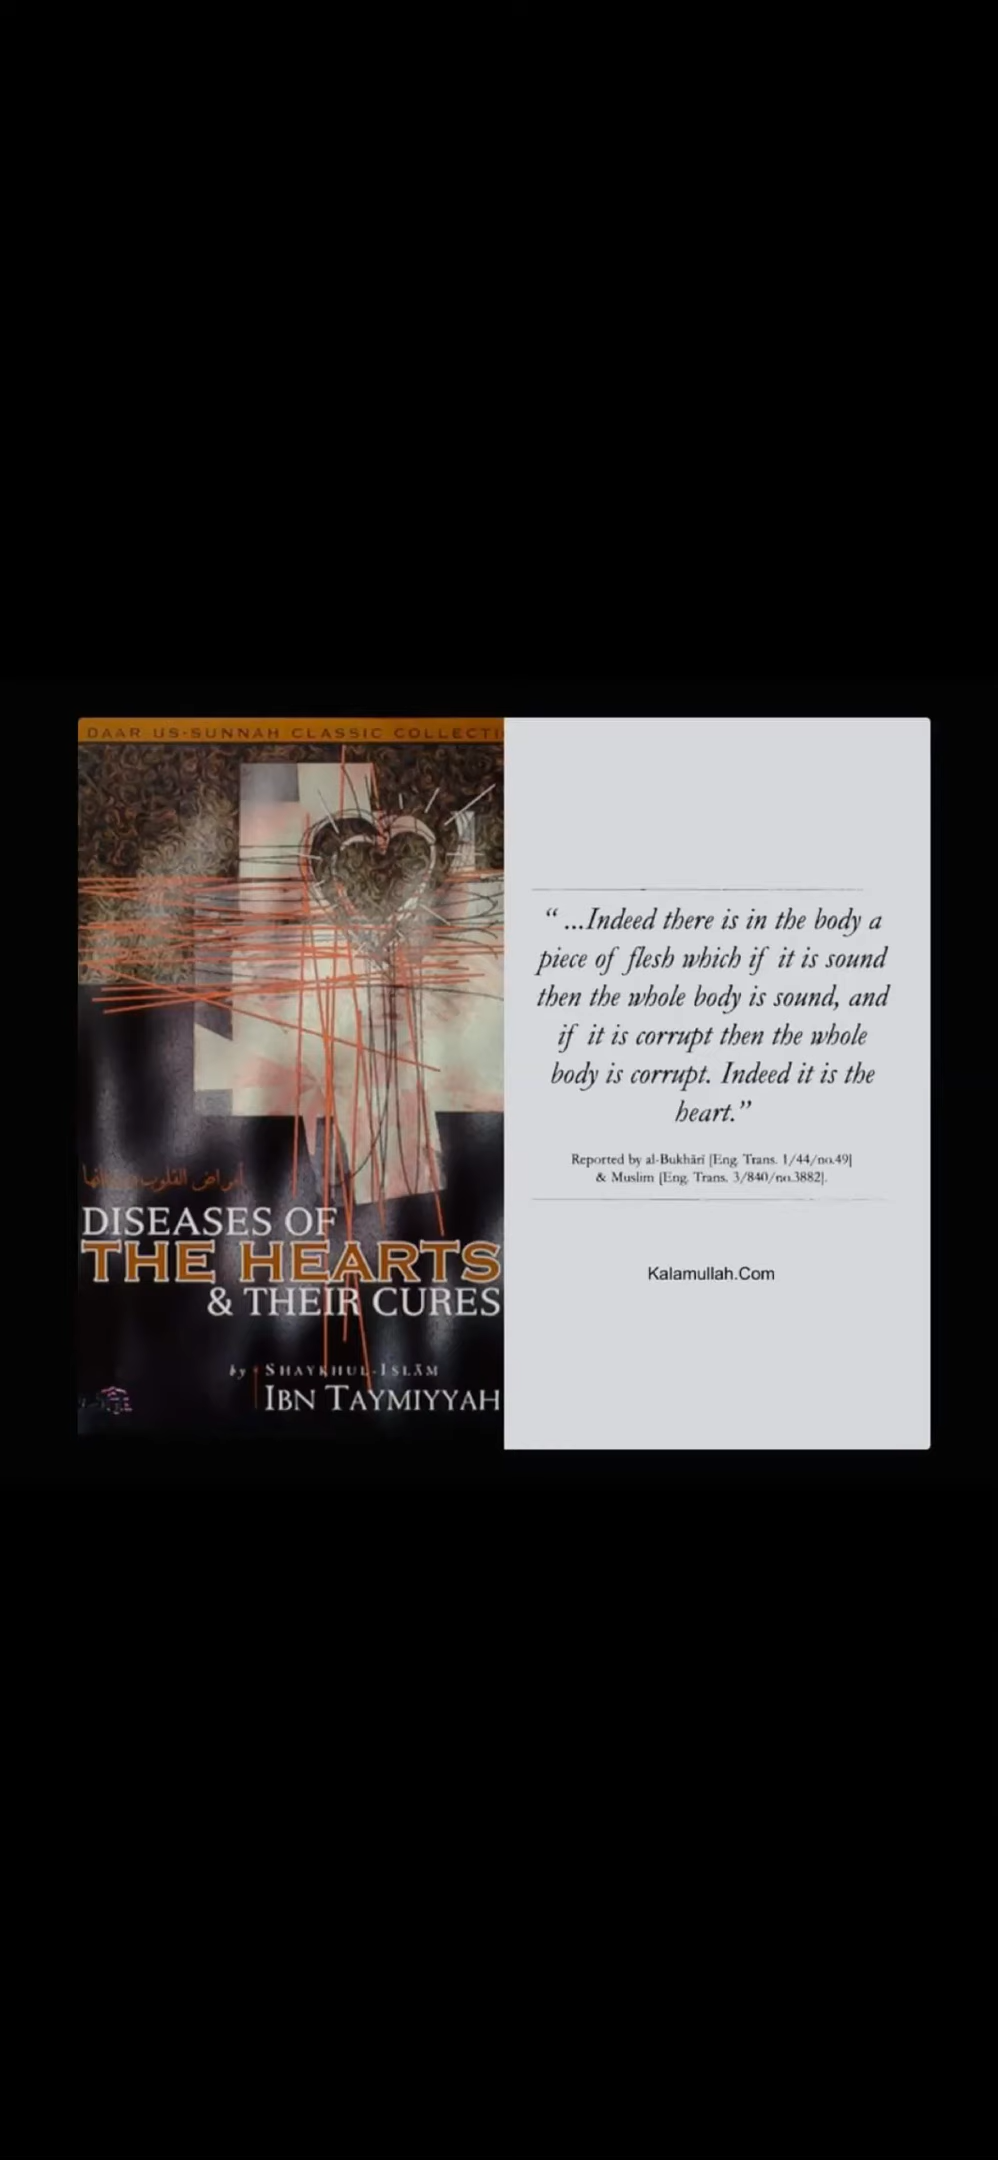 DAAR US-SUNNAH CLASSIC COLLECTI
أمراض القلوب
DISEASES OF
THE HEARTS
& THEIR CURES
by SHAYKHUL-ISLĀM
IBN TAYMIYYAH
“ ...Indeed there is in the body a
piece of flesh which if it is sound
then the whole body is sound, and
if it is corrupt then the whole
body is corrupt. Indeed it is the
heart.”
Reported by al-Bukhārī [Eng. Trans. 1/44/no.49]
& Muslim [Eng. Trans. 3/840/no.3882].
Kalamullah.Com